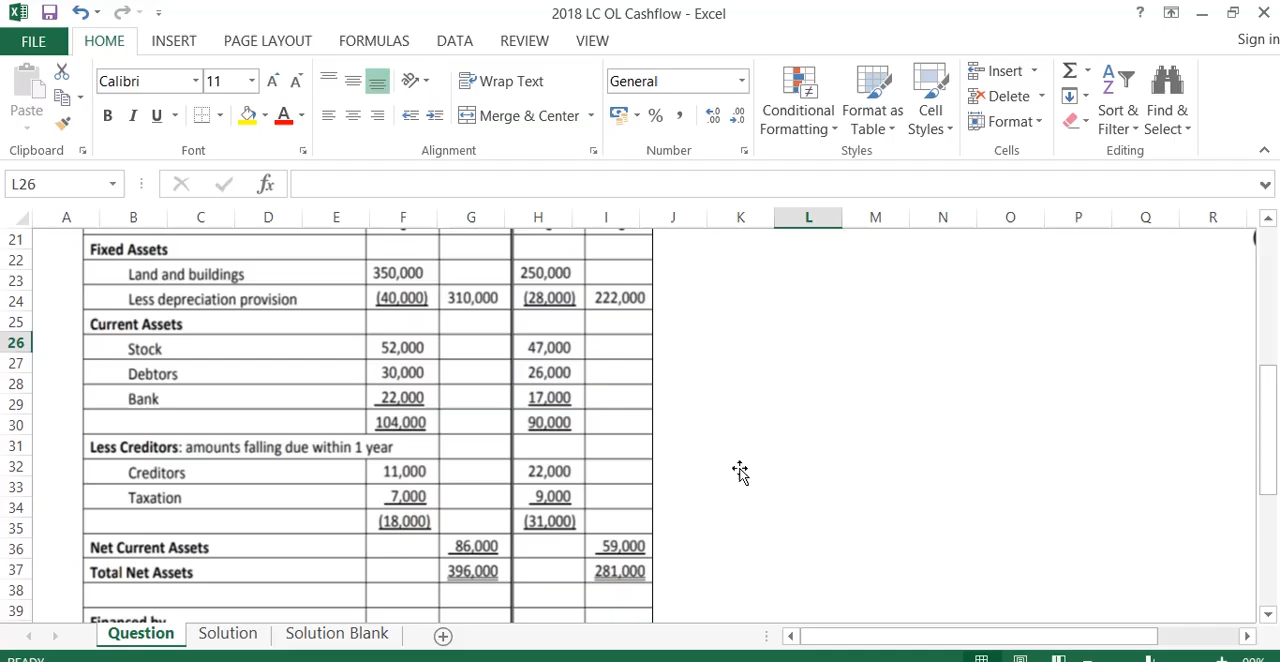 2018 LC OL Cashflow - Excel
?
FILE HOME INSERT PAGE LAYOUT FORMULAS DATA REVIEW VIEW Sign in
Paste Calibri 11 A A Wrap Text General Insert Σ
B I U A Merge & Center % , Conditional Formatting Format as Table Cell Styles Delete Format Sort & Filter Find & Select
Clipboard Font Alignment Number Styles Cells Editing
L26 fx
A B C D E F G H I J K L M N O P Q R
21
22 Fixed Assets
23 Land and buildings 350,000 250,000
24 Less depreciation provision (40,000) 310,000 (28,000) 222,000
25 Current Assets
26 Stock 52,000 47,000
27 Debtors 30,000 26,000
28
29 Bank 22,000 17,000
30 104,000 90,000
31 Less Creditors: amounts falling due within 1 year
32 Creditors 11,000 22,000
33
34 Taxation 7,000 9,000
35 (18,000) (31,000)
36 Net Current Assets 86,000 59,000
37 Total Net Assets 396,000 281,000
38
39 Financed by
Question Solution Solution Blank
READY 90%